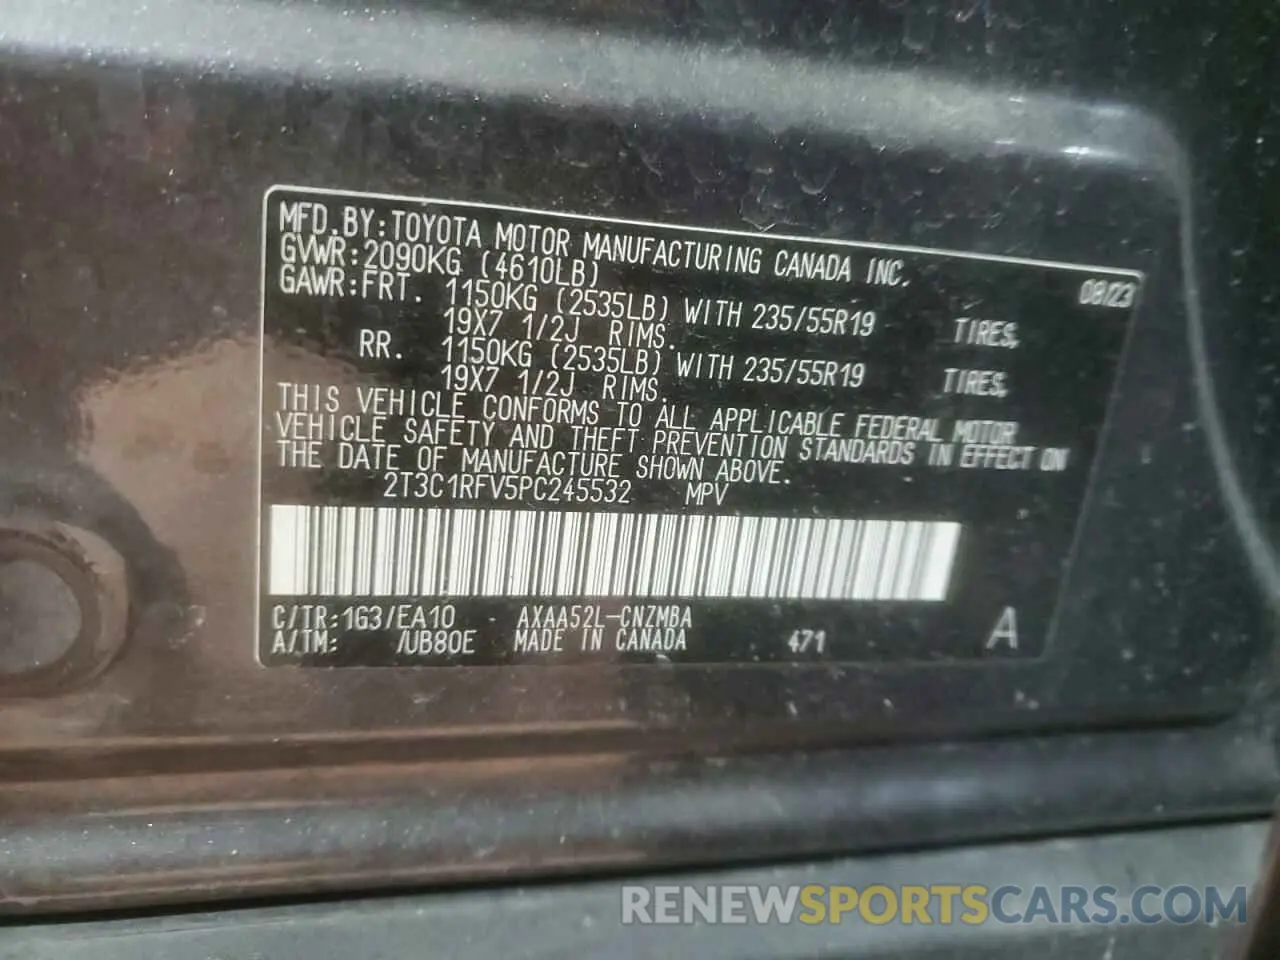 MFD.BY:TOYOTA MOTOR MANUFACTURING CANADA INC.
GVWR:2090KG (4610LB) 08/23
GAWR:FRT. 1150KG (2535LB) WITH 235/55R19 TIRES,
19X7 1/2J RIMS.
RR. 1150KG (2535LB) WITH 235/55R19 TIRES,
19X7 1/2J RIMS.
THIS VEHICLE CONFORMS TO ALL APPLICABLE FEDERAL MOTOR
VEHICLE SAFETY AND THEFT PREVENTION STANDARDS IN EFFECT ON
THE DATE OF MANUFACTURE SHOWN ABOVE.
2T3C1RFV5PC245532 MPV
C/TR:1G3/EA10 - AXAA52L-CNZMBA
A/TM: /UB80E MADE IN CANADA 471 A
RENEWSPORTSCARS.COM